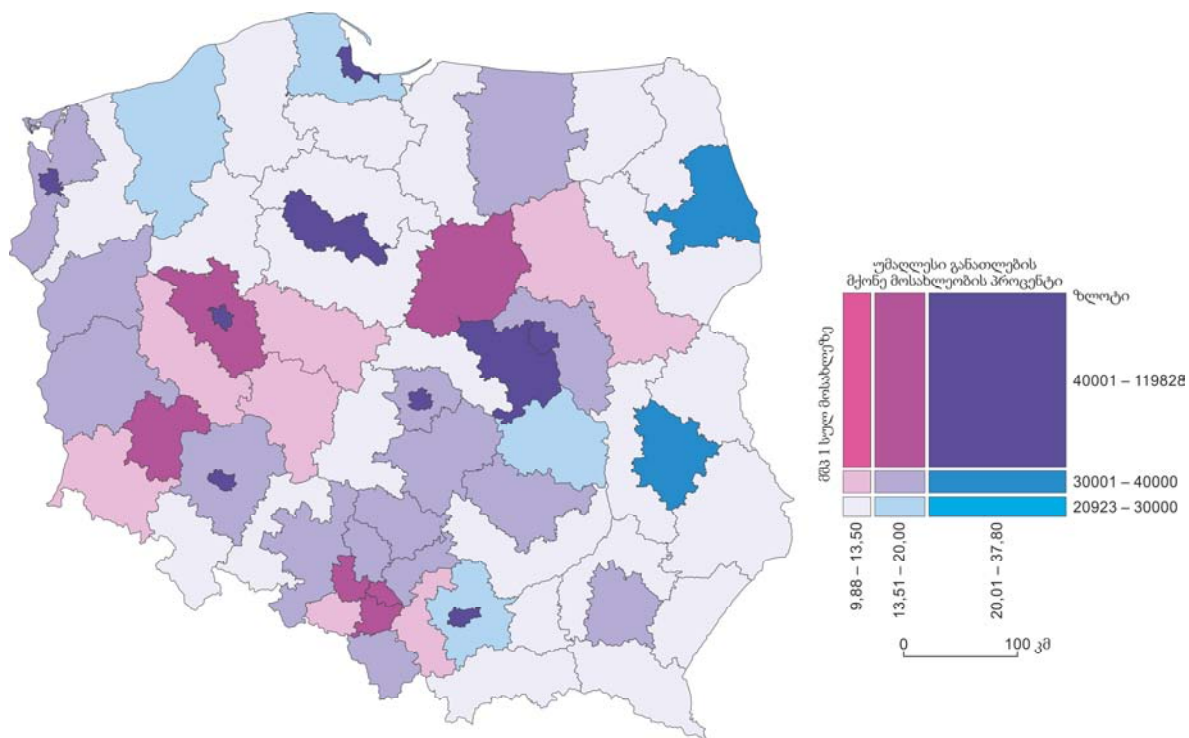 უმაღლესი განათლების
მქონე მოსახლეობის პროცენტი
ზლოტი
მშპ 1 სულ მოსახლეზე
40001 – 119828
30001 – 40000
20923 – 30000
9,88 – 13,50
13,51 – 20,00
20,01 – 37,80
0 100 კმ